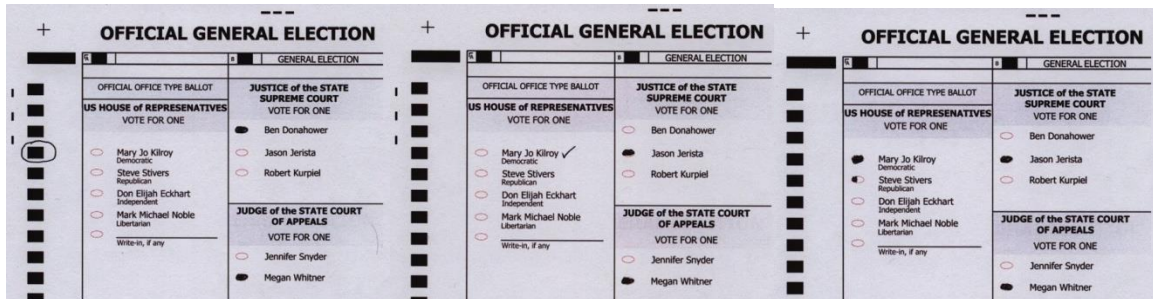 OFFICIAL GENERAL ELECTION
GENERAL ELECTION
OFFICIAL OFFICE TYPE BALLOT
US HOUSE of REPRESENATIVES
VOTE FOR ONE
Mary Jo Kilroy
Democratic
Steve Stivers
Republican
Don Elijah Eckhart
Independent
Mark Michael Noble
Libertarian
Write-in, if any
JUSTICE of the STATE
SUPREME COURT
VOTE FOR ONE
Ben Donahower
Jason Jerista
Robert Kurpiel
JUDGE of the STATE COURT
OF APPEALS
VOTE FOR ONE
Jennifer Snyder
Megan Whitner
OFFICIAL GENERAL ELECTION
GENERAL ELECTION
OFFICIAL OFFICE TYPE BALLOT
US HOUSE of REPRESENATIVES
VOTE FOR ONE
Mary Jo Kilroy
Democratic
Steve Stivers
Republican
Don Elijah Eckhart
Independent
Mark Michael Noble
Libertarian
Write-in, if any
JUSTICE of the STATE
SUPREME COURT
VOTE FOR ONE
Ben Donahower
Jason Jerista
Robert Kurpiel
JUDGE of the STATE COURT
OF APPEALS
VOTE FOR ONE
Jennifer Snyder
Megan Whitner
OFFICIAL GENERAL ELECTION
GENERAL ELECTION
OFFICIAL OFFICE TYPE BALLOT
US HOUSE of REPRESENATIVES
VOTE FOR ONE
Mary Jo Kilroy
Democratic
Steve Stivers
Republican
Don Elijah Eckhart
Independent
Mark Michael Noble
Libertarian
Write-in, if any
JUSTICE of the STATE
SUPREME COURT
VOTE FOR ONE
Ben Donahower
Jason Jerista
Robert Kurpiel
JUDGE of the STATE COURT
OF APPEALS
VOTE FOR ONE
Jennifer Snyder
Megan Whitner